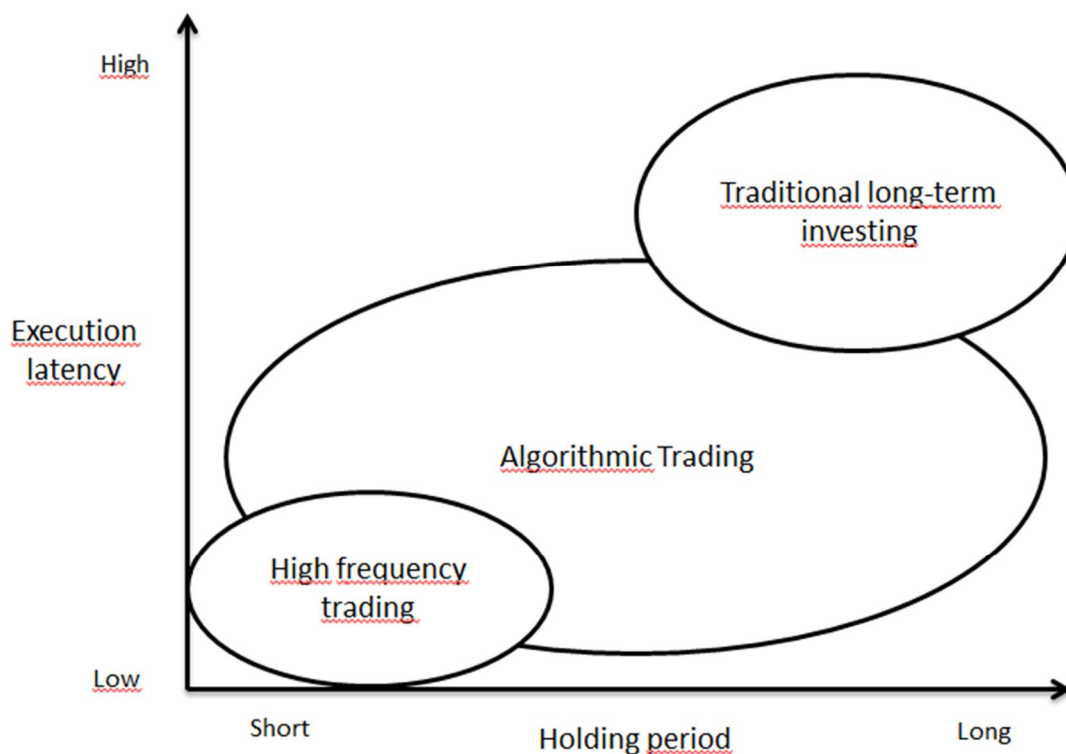 High
Traditional long-term
investing
Execution
latency
Algorithmic Trading
High frequency
trading
Low
Short
Holding period
Long